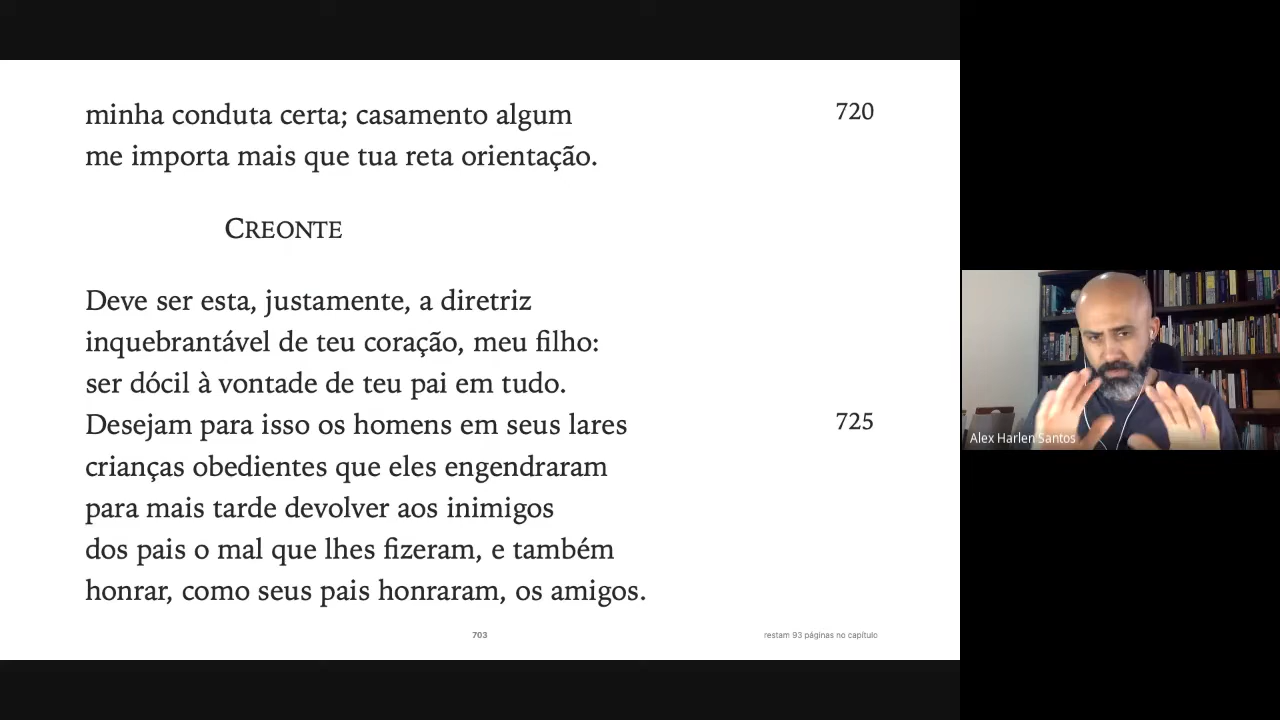 minha conduta certa; casamento algum 720
me importa mais que tua reta orientação.
CREONTE
Deve ser esta, justamente, a diretriz
inquebrantável de teu coração, meu filho:
ser dócil à vontade de teu pai em tudo.
Desejam para isso os homens em seus lares 725
crianças obedientes que eles engendraram
para mais tarde devolver aos inimigos
dos pais o mal que lhes fizeram, e também
honrar, como seus pais honraram, os amigos.
703 restam 93 páginas no capítulo
Alex Harlen Santos